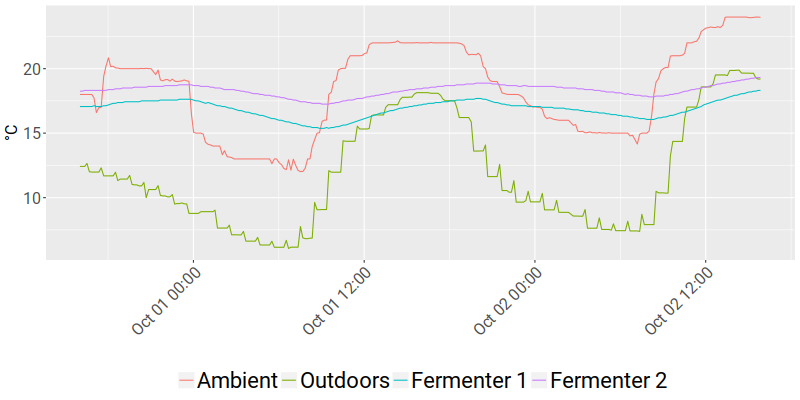 20
15
10
°C
Oct 01 00:00
Oct 01 12:00
Oct 02 00:00
Oct 02 12:00
Ambient Outdoors Fermenter 1 Fermenter 2